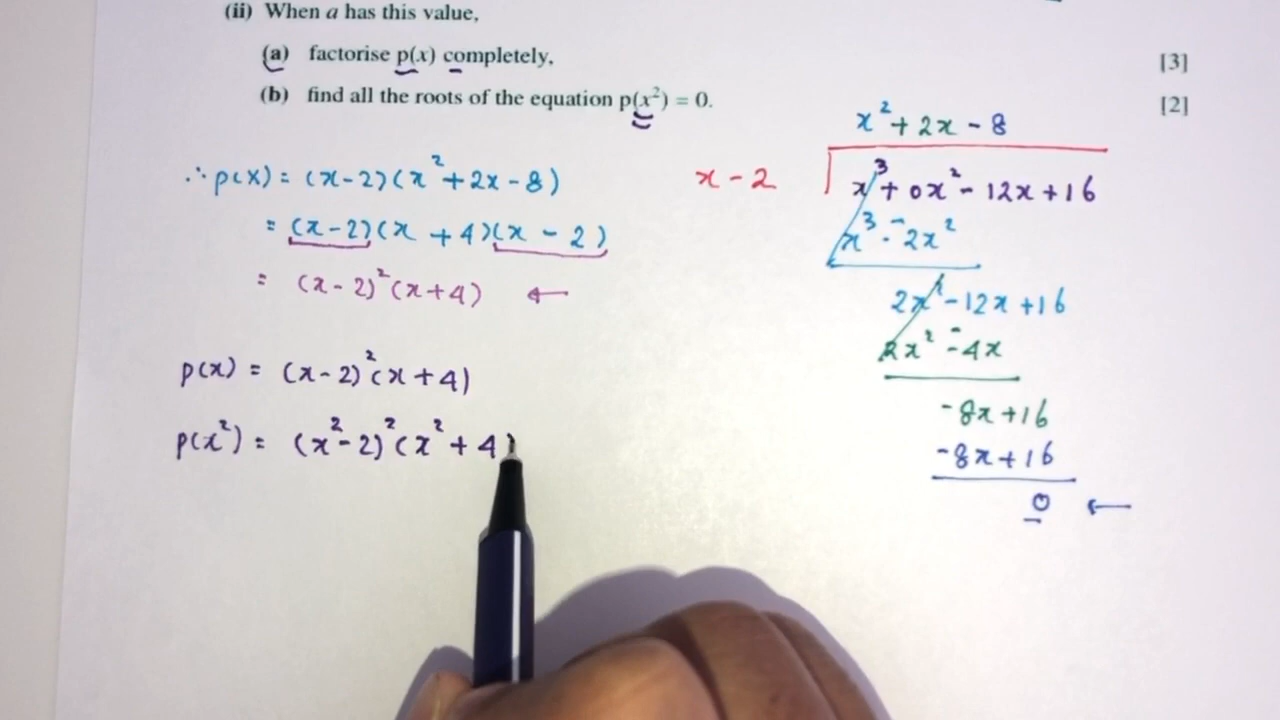 (ii) When a has this value,
(a) factorise p(x) completely, [3]
(b) find all the roots of the equation p(x²) = 0. [2]
∴ p(x) = (x-2)(x²+2x-8)
= (x-2)(x+4)(x-2)
= (x-2)²(x+4) ←
p(x) = (x-2)²(x+4)
p(x²) = (x²-2)²(x²+4)
x²+2x-8
x-2 x³+0x²-12x+16
x³-2x²
2x²-12x+16
2x²-4x
-8x+16
-8x+16
0 ←